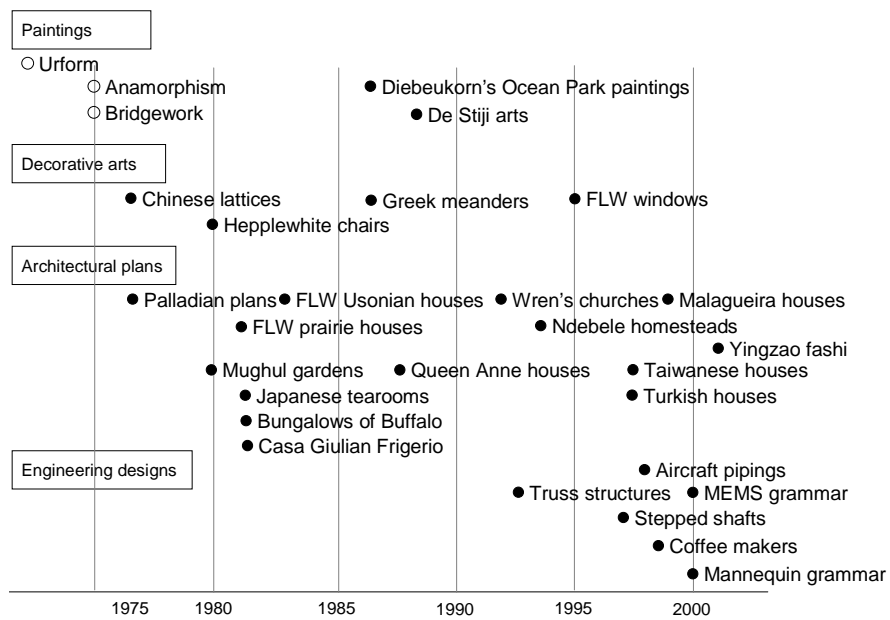 Paintings
Urform
Anamorphism
Diebeukorn's Ocean Park paintings
Bridgework
De Stiji arts
Decorative arts
Chinese lattices
Greek meanders
FLW windows
Hepplewhite chairs
Architectural plans
Palladian plans
FLW Usonian houses
Wren's churches
Malagueira houses
FLW prairie houses
Ndebele homesteads
Yingzao fashi
Mughul gardens
Queen Anne houses
Taiwanese houses
Japanese tearooms
Turkish houses
Bungalows of Buffalo
Casa Giulian Frigerio
Engineering designs
Aircraft pipings
Truss structures
MEMS grammar
Stepped shafts
Coffee makers
Mannequin grammar
1975 1980 1985 1990 1995 2000